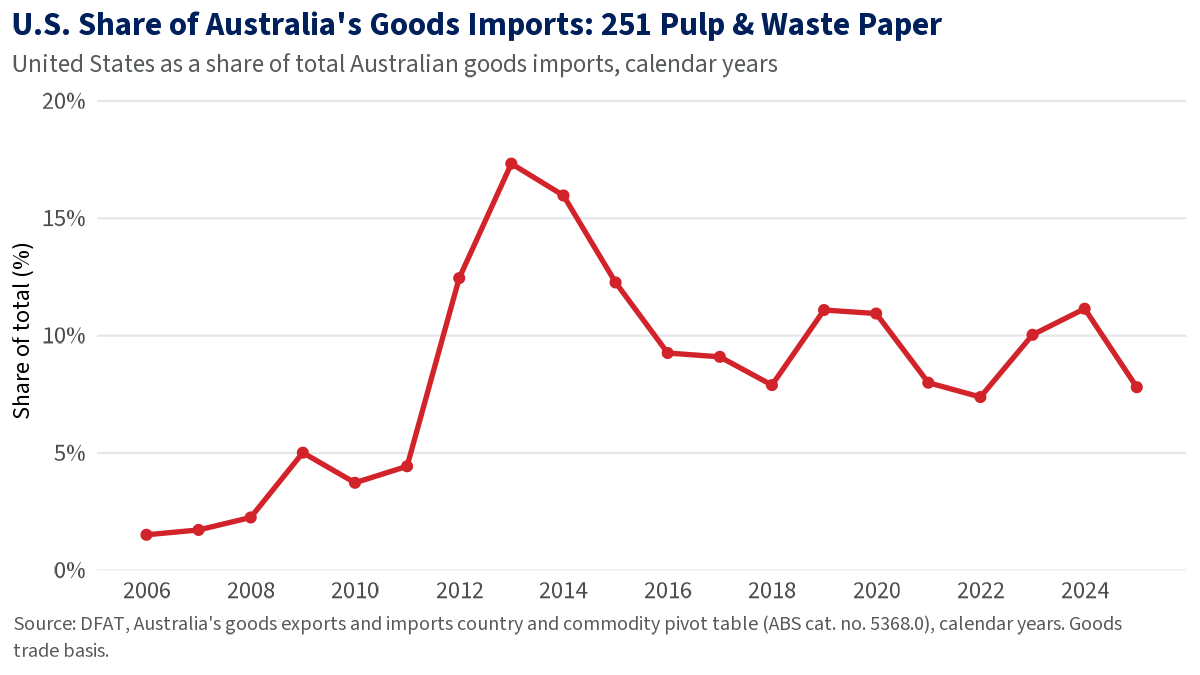 U.S. Share of Australia's Goods Imports: 251 Pulp & Waste Paper
United States as a share of total Australian goods imports, calendar years
20%
15%
10%
5%
0%
Share of total (%)
2006 2008 2010 2012 2014 2016 2018 2020 2022 2024
Source: DFAT, Australia's goods exports and imports country and commodity pivot table (ABS cat. no. 5368.0), calendar years. Goods
trade basis.